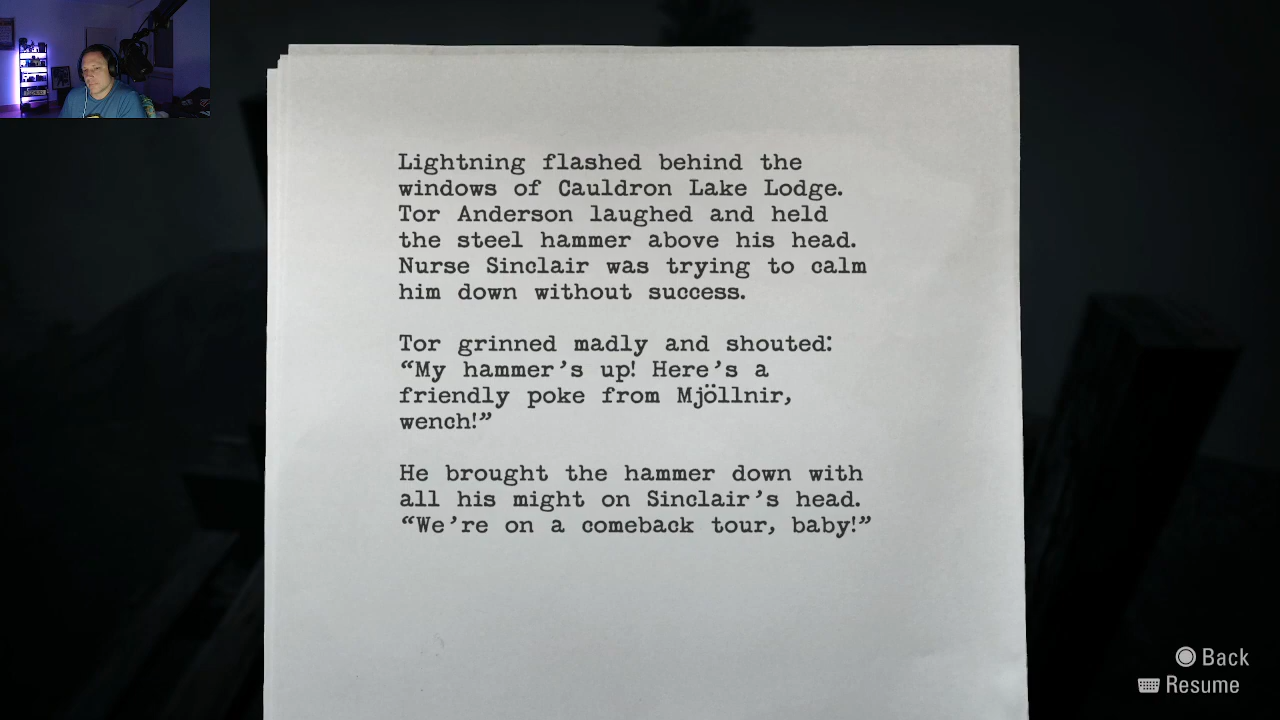 Lightning flashed behind the
windows of Cauldron Lake Lodge.
Tor Anderson laughed and held
the steel hammer above his head.
Nurse Sinclair was trying to calm
him down without success.
Tor grinned madly and shouted:
“My hammer’s up! Here’s a
friendly poke from Mjöllnir,
wench!”
He brought the hammer down with
all his might on Sinclair’s head.
“We’re on a comeback tour, baby!”
Back
Resume